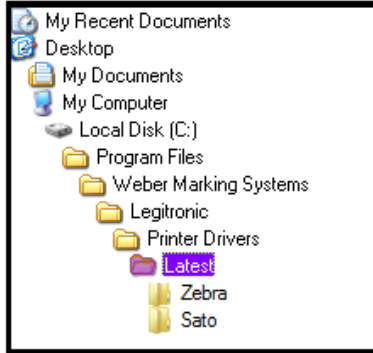 My Recent Documents
Desktop
My Documents
My Computer
Local Disk (C:)
Program Files
Weber Marking Systems
Legitronic
Printer Drivers
Latest
Zebra
Sato